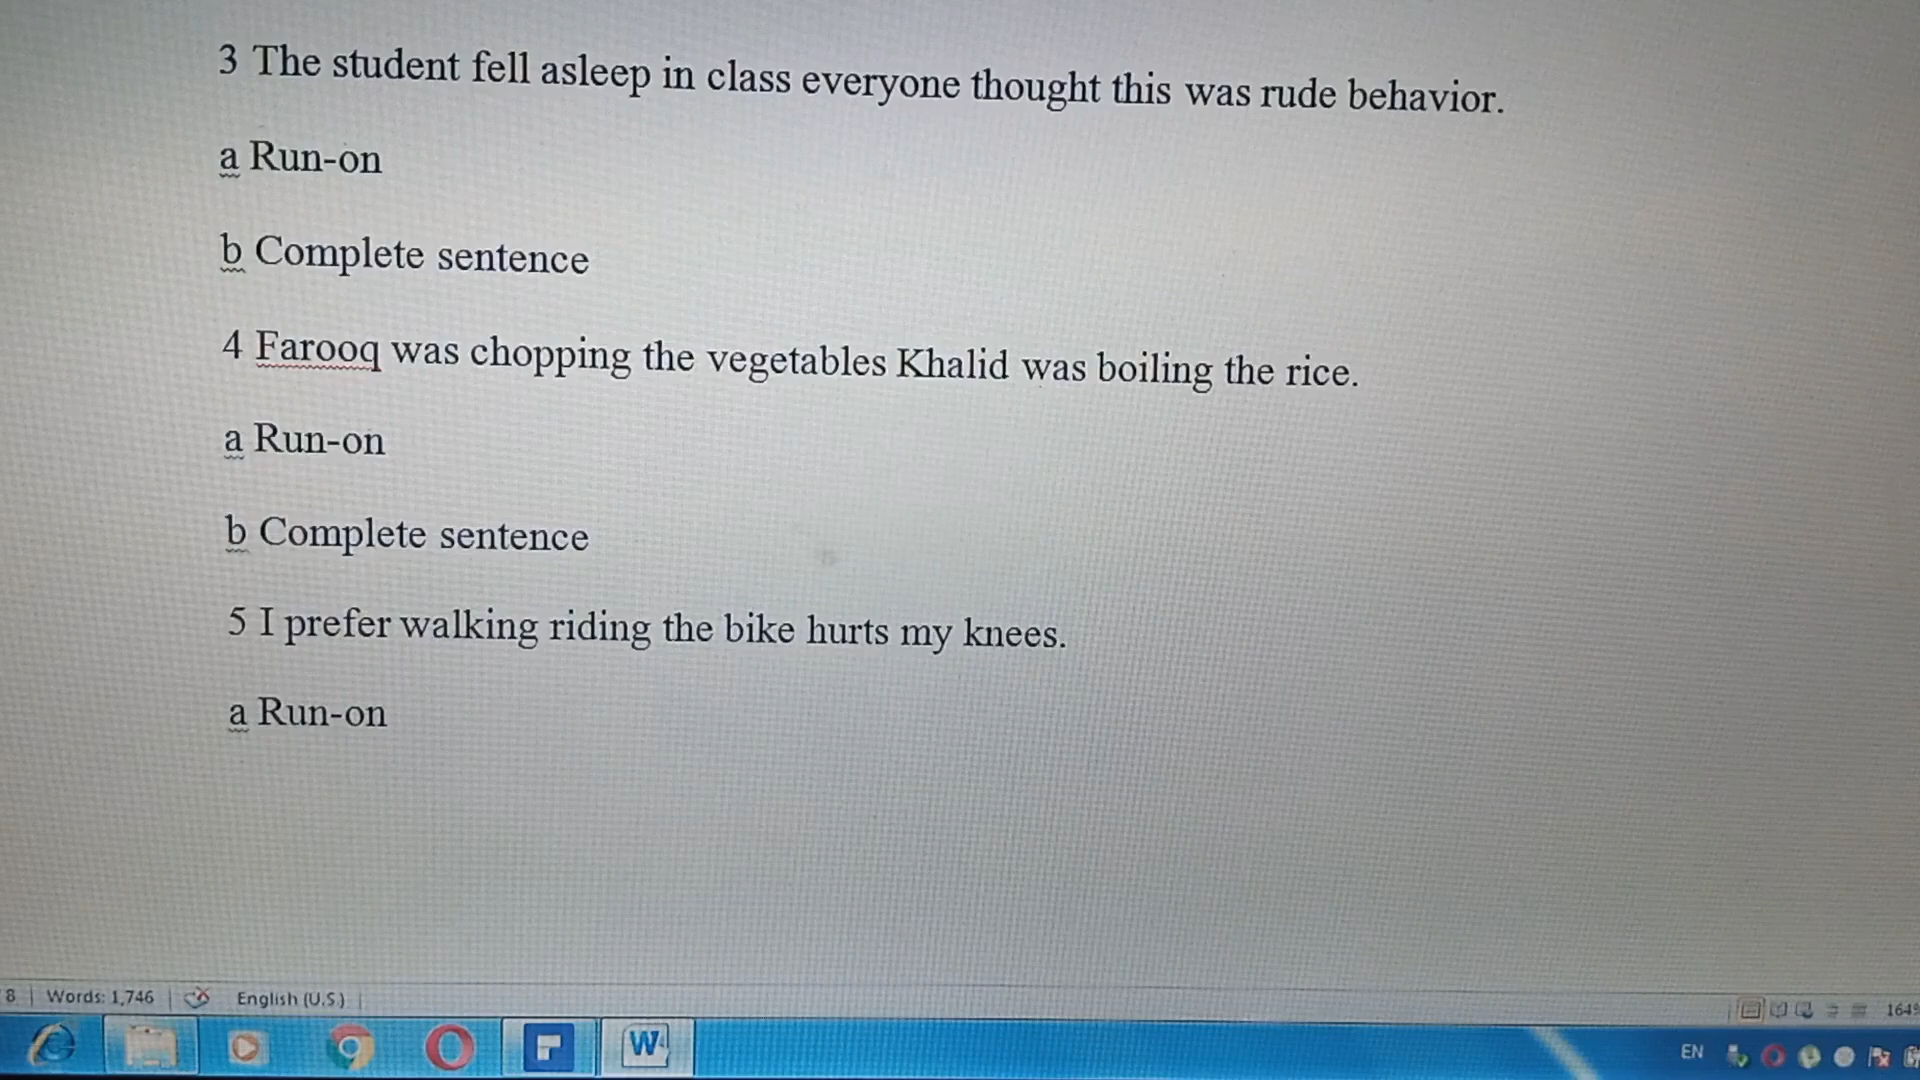 3 The student fell asleep in class everyone thought this was rude behavior.
a Run-on
b Complete sentence
4 Farooq was chopping the vegetables Khalid was boiling the rice.
a Run-on
b Complete sentence
5 I prefer walking riding the bike hurts my knees.
a Run-on
8 Words: 1,746 English (U.S.)
EN